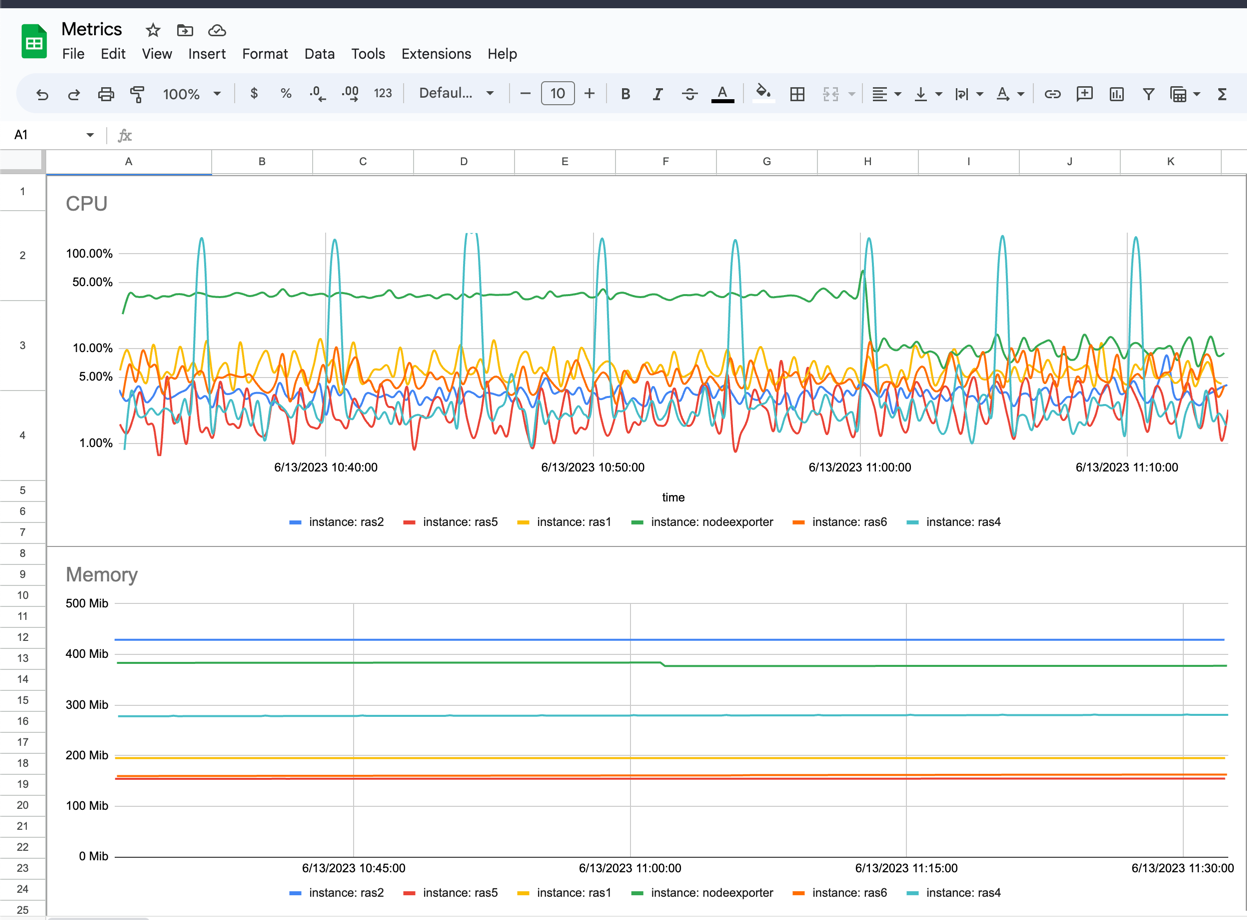 Metrics
File Edit View Insert Format Data Tools Extensions Help
100% $ % .0 .00 123 Defaul... − 10 + B I S A Σ
A1 fx
A B C D E F G H I J K
1
CPU
2
100.00%
50.00%
3
10.00%
5.00%
4
1.00%
6/13/2023 10:40:00 6/13/2023 10:50:00 6/13/2023 11:00:00 6/13/2023 11:10:00
5
time
6
instance: ras2 instance: ras5 instance: ras1 instance: nodeexporter instance: ras6 instance: ras4
7
8
9
Memory
10
500 Mib
11
12
13
400 Mib
14
15
300 Mib
16
17
18
200 Mib
19
20
100 Mib
21
22
0 Mib
23
6/13/2023 10:45:00 6/13/2023 11:00:00 6/13/2023 11:15:00 6/13/2023 11:30:00
24
instance: ras2 instance: ras5 instance: ras1 instance: nodeexporter instance: ras6 instance: ras4
25